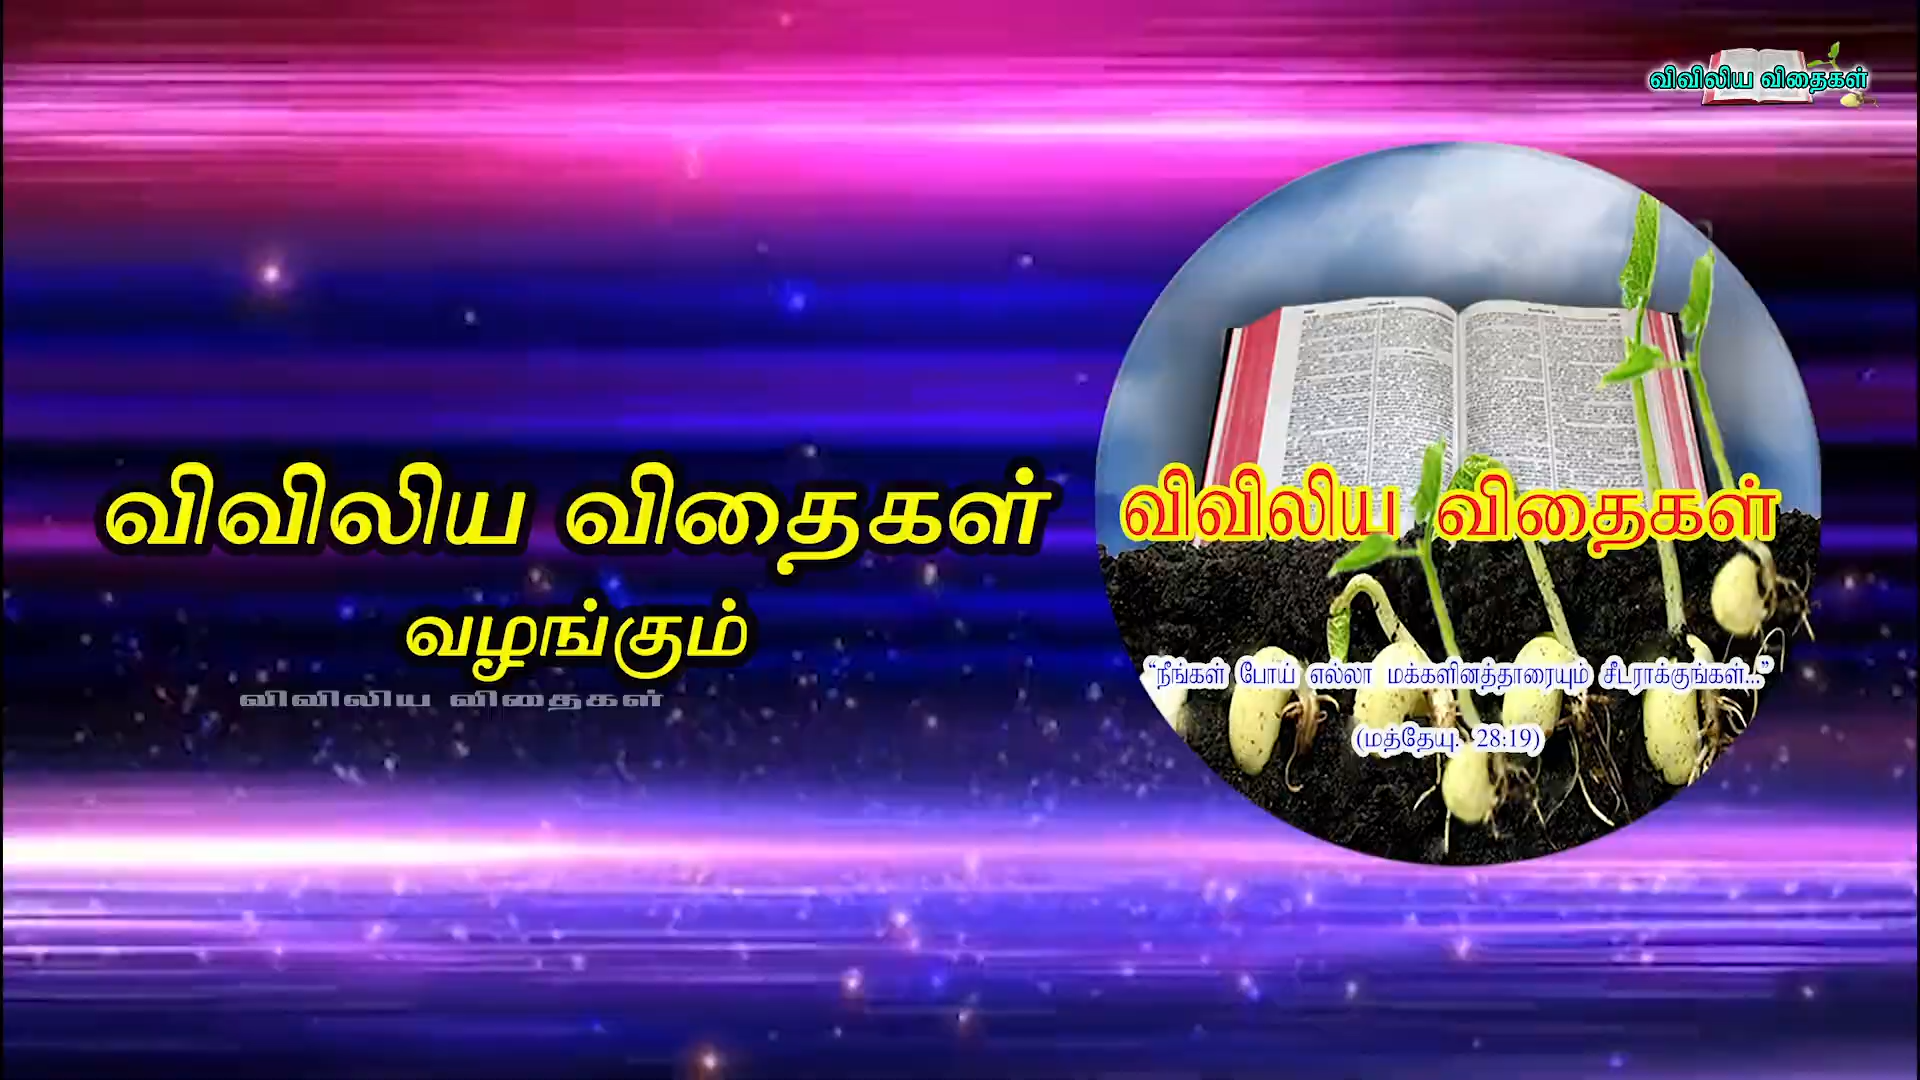 விவிலிய விதைகள்
விவிலிய விதைகள்
வழங்கும்
விவிலிய விதைகள்
விவிலிய விதைகள்
“நீங்கள் போய் எல்லா மக்களினத்தாரையும் சீடராக்குங்கள்...”
(மத்தேயு. 28:19)